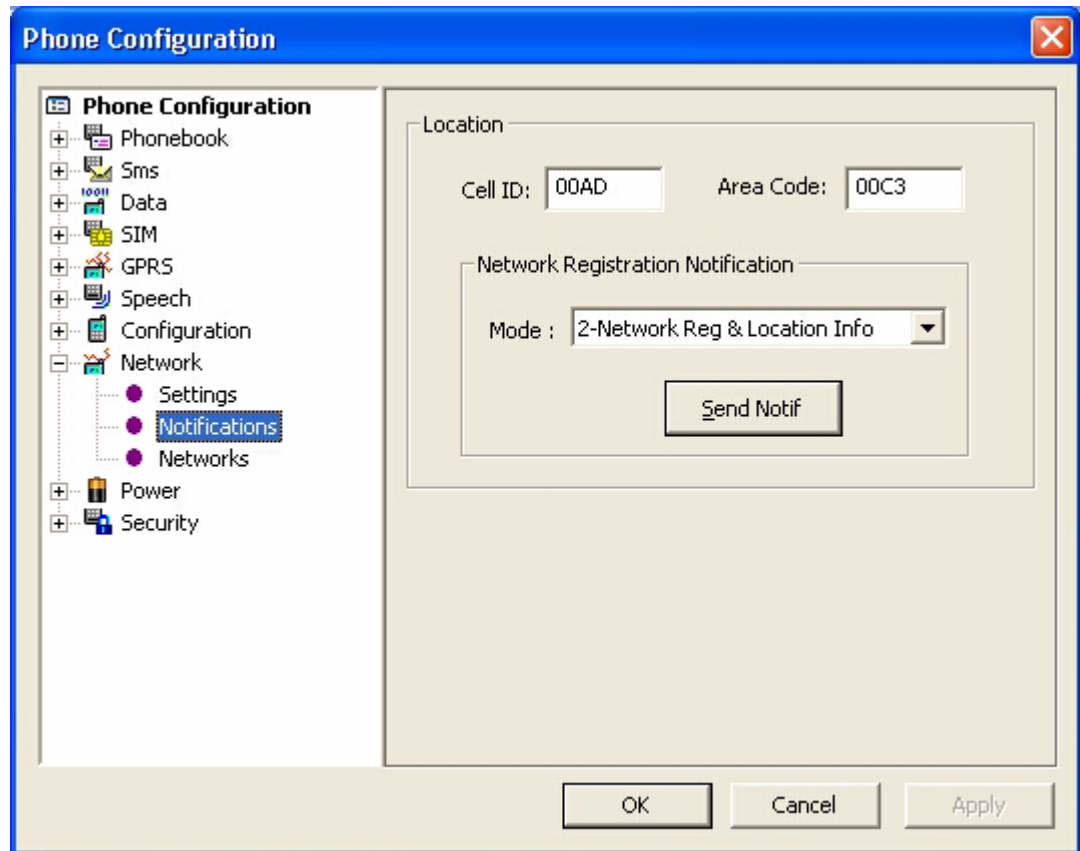 Phone Configuration
Phone Configuration
Phonebook
Sms
Data
SIM
GPRS
Speech
Configuration
Network
Settings
Notifications
Networks
Power
Security
Location
Cell ID: 00AD Area Code: 00C3
Network Registration Notification
Mode : 2-Network Reg & Location Info
Send Notif
OK Cancel Apply